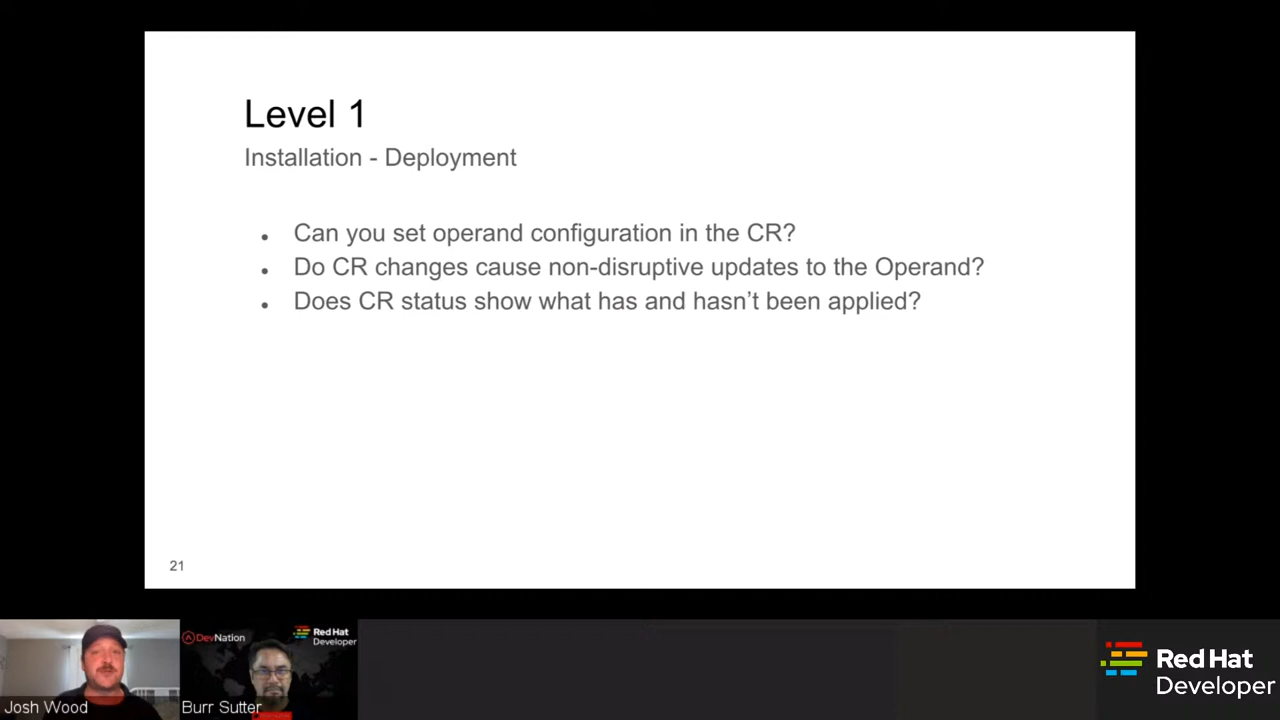 Level 1
Installation - Deployment
• Can you set operand configuration in the CR?
• Do CR changes cause non-disruptive updates to the Operand?
• Does CR status show what has and hasn't been applied?
21
DevNation
Red Hat
Developer
Josh Wood
Burr Sutter
Red Hat
Developer